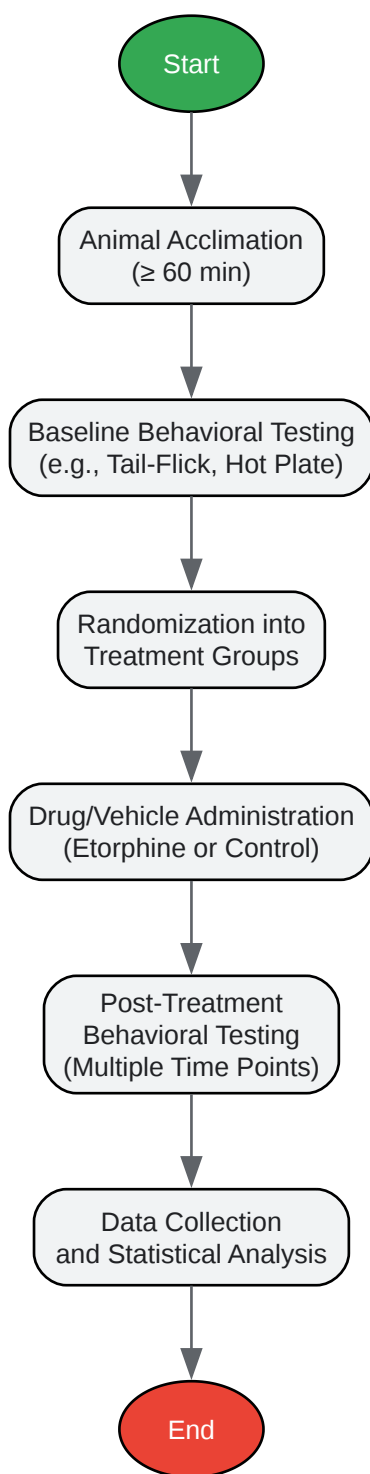 Start
Animal Acclimation
(≥ 60 min)
Baseline Behavioral Testing
(e.g., Tail-Flick, Hot Plate)
Randomization into
Treatment Groups
Drug/Vehicle Administration
(Etorphine or Control)
Post-Treatment
Behavioral Testing
(Multiple Time Points)
Data Collection
and Statistical Analysis
End